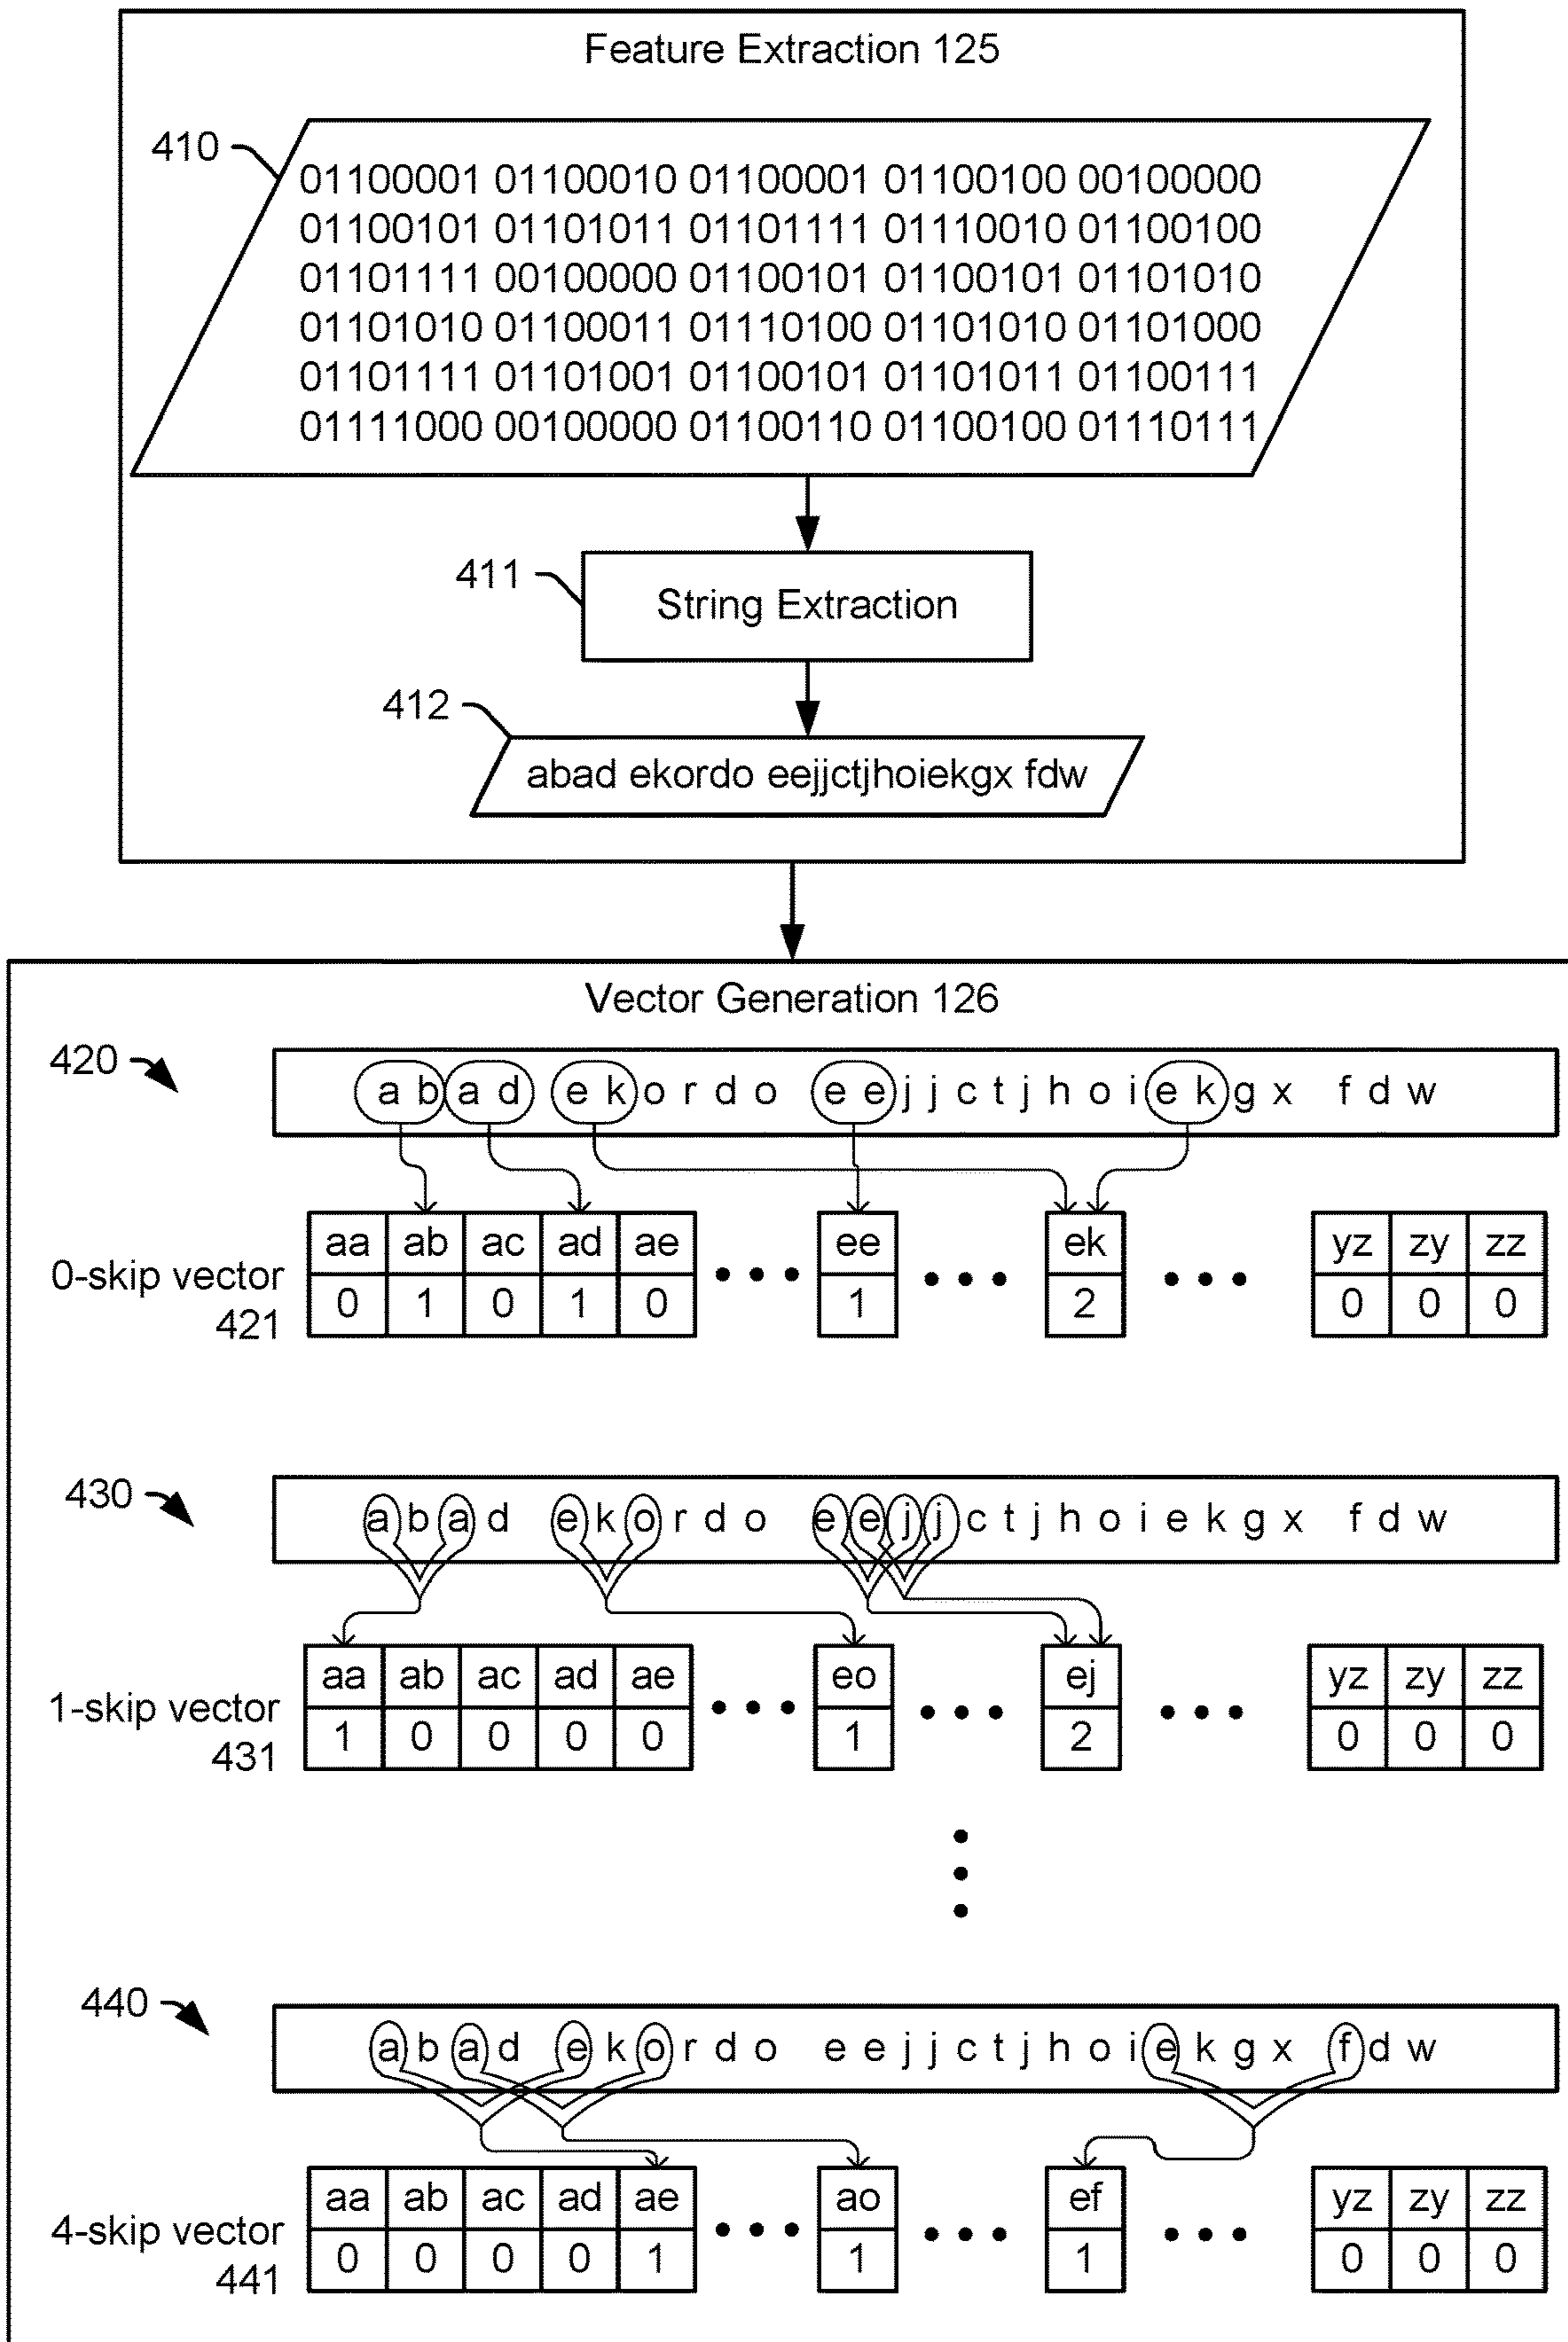 Feature Extraction 125
410
01100001 01100010 01100001 01100100 00100000
01100101 01101011 01101111 01110010 01100100
01101111 00100000 01100101 01100101 01101010
01101010 01100011 01110100 01101010 01101000
01101111 01101001 01100101 01101011 01100111
01111000 00100000 01100110 01100100 01110111
411
String Extraction
412
abad ekordo eejjctjhoiekgx fdw
Vector Generation 126
420
a b a d e k o r d o e e j j c t j h o i e k g x f d w
aa ab ac ad ae ee ek yz zy zz
0-skip vector
421
0 1 0 1 0 1 2 0 0 0
430
a b a d e k o r d o e e j j c t j h o i e k g x f d w
aa ab ac ad ae eo ej yz zy zz
1-skip vector
431
1 0 0 0 0 1 2 0 0 0
440
a b a d e k o r d o e e j j c t j h o i e k g x f d w
aa ab ac ad ae ao ef yz zy zz
4-skip vector
441
0 0 0 0 1 1 1 0 0 0